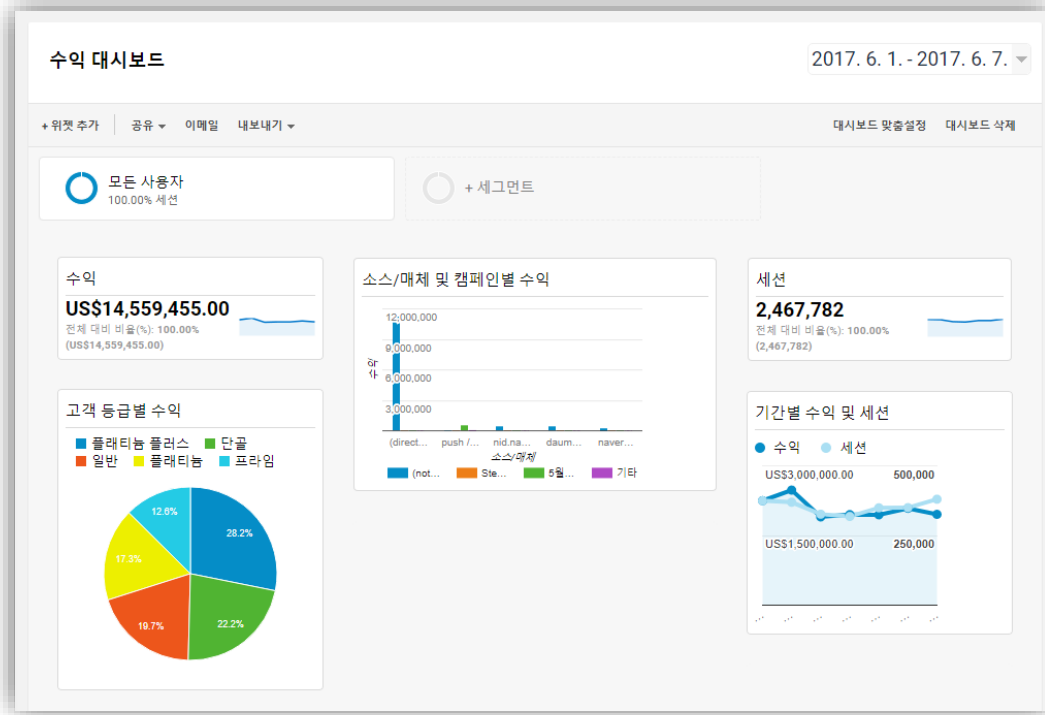 수익 대시보드
2017. 6. 1. - 2017. 6. 7.
+ 위젯 추가 공유 이메일 내보내기 대시보드 맞춤설정 대시보드 삭제
모든 사용자
100.00% 세션
+ 세그먼트
수익
US$14,559,455.00
전체 대비 비율(%): 100.00%
(US$14,559,455.00)
고객 등급별 수익
플래티늄 플러스 단골
일반 플래티늄 프라임
12.6%
28.2%
17.3%
19.7%
22.2%
소스/매체 및 캠페인별 수익
12,000,000
9,000,000
6,000,000
3,000,000
수익
(direct... push /... nid.na... daum... naver...
소스/매체
(not... Ste... 5월... 기타
세션
2,467,782
전체 대비 비율(%): 100.00%
(2,467,782)
기간별 수익 및 세션
수익 세션
US$3,000,000.00 500,000
US$1,500,000.00 250,000